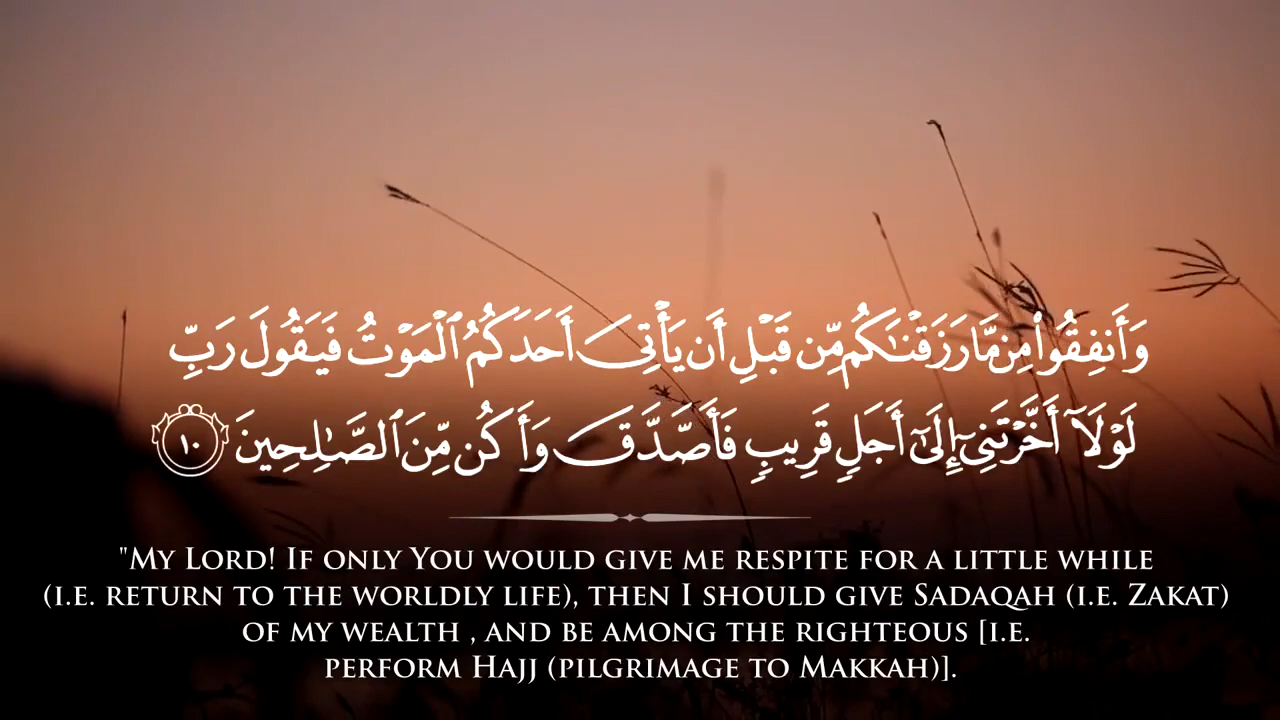 وَأَنفِقُوا۟ مِن مَّا رَزَقْنَـٰكُم مِّن قَبْلِ أَن يَأْتِىَ أَحَدَكُمُ ٱلْمَوْتُ فَيَقُولَ رَبِّ
لَوْلَآ أَخَّرْتَنِىٓ إِلَىٰٓ أَجَلٍ قَرِيبٍ فَأَصَّدَّقَ وَأَكُن مِّنَ ٱلصَّـٰلِحِينَ ١٠
"My Lord! If only You would give me respite for a little while
(i.e. return to the worldly life), then I should give Sadaqah (i.e. Zakat)
of my wealth , and be among the righteous [i.e.
perform Hajj (pilgrimage to Makkah)].